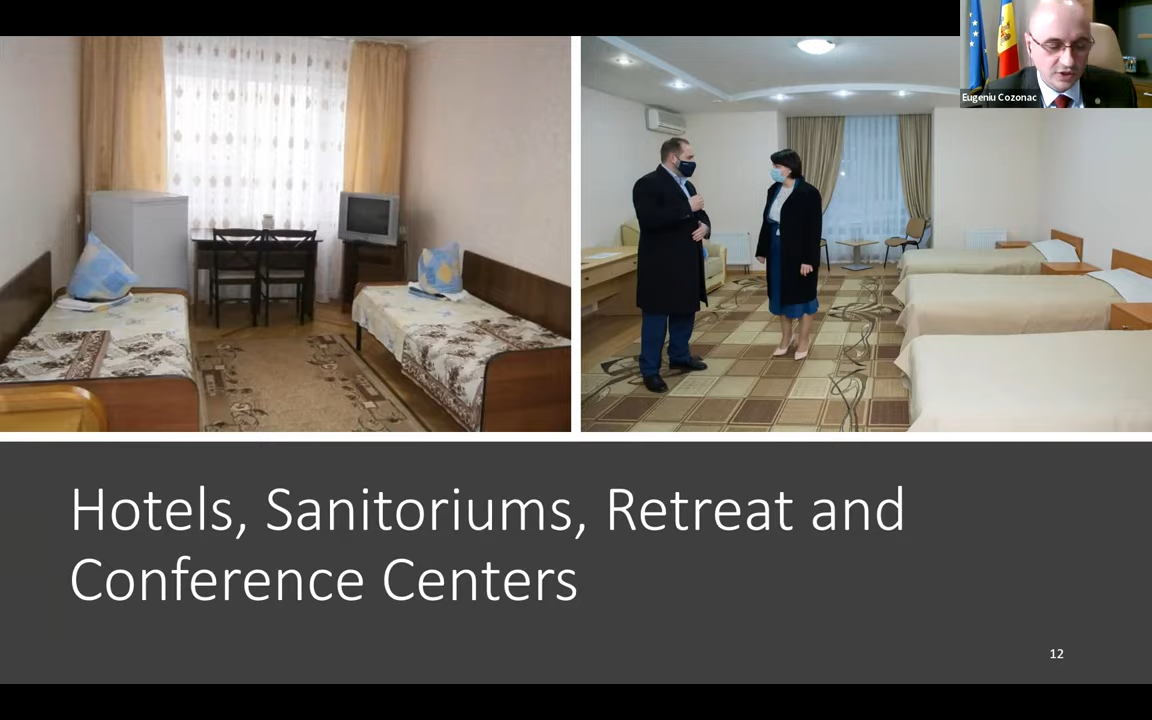 Eugeniu Cozonac
Hotels, Sanitoriums, Retreat and
Conference Centers
12